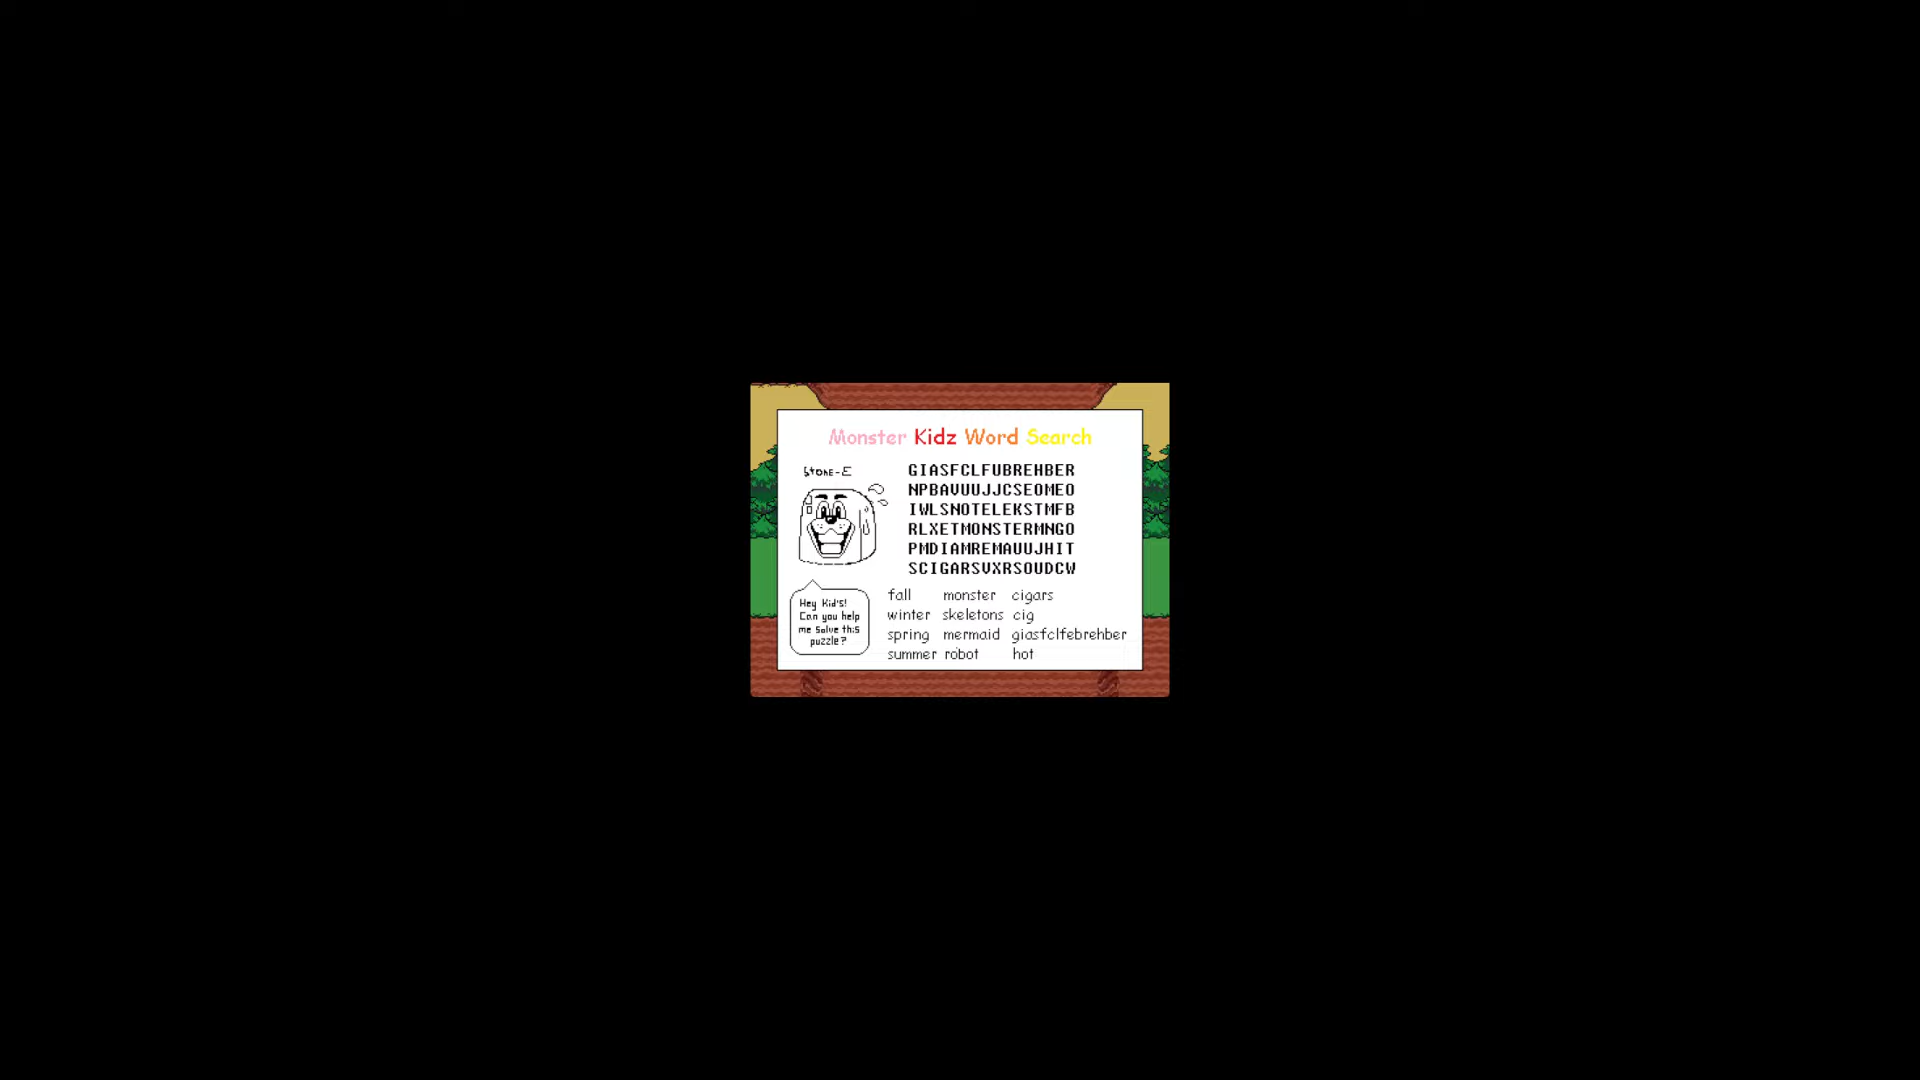 Monster Kidz Word Search
STONE-E
GIASFCLFUBREHBER
NPBAVUUJJCSEOMEO
IWLSNOTELEKSTMFB
RLXETMONSTERMNGO
PMDIAMREMAUUJHIT
SCIGARSVXRSOUDCW
Hey Kid's!
Can you help
me solve this
puzzle?
fall monster cigars
winter skeletons cig
spring mermaid giasfclfebrehber
summer robot hot